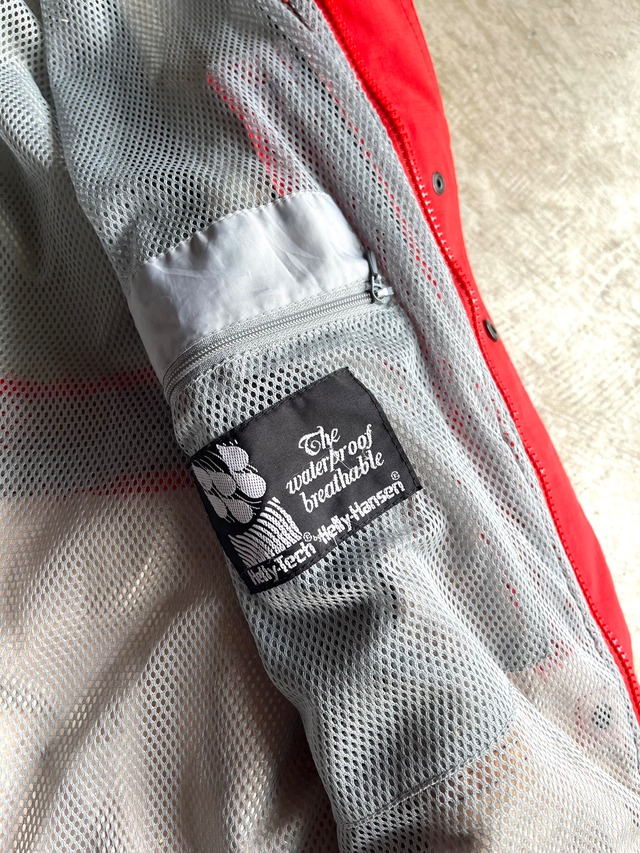 The
waterproof
breathable
Helly-Tech® by Helly-Hansen®